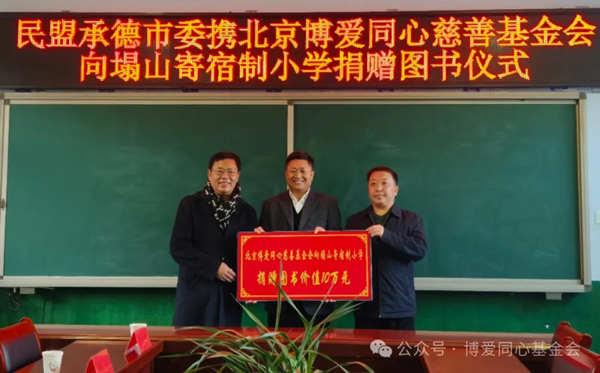 民盟承德市委携北京博爱同心慈善基金会
向塌山寄宿制小学捐赠图书仪式
北京博爱同心慈善基金会向塌山寄宿制小学
捐赠图书价值10万元
公众号·博爱同心基金会